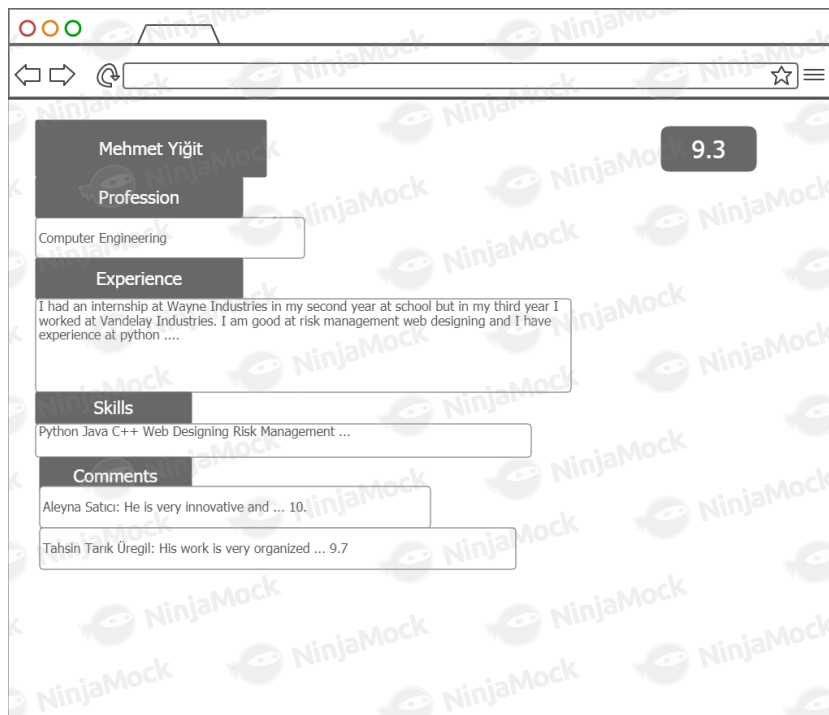 Mehmet Yiğit
9.3
Profession
Computer Engineering
Experience
I had an internship at Wayne Industries in my second year at school but in my third year I
worked at Vandelay Industries. I am good at risk management web designing and I have
experience at python ....
Skills
Python Java C++ Web Designing Risk Management ...
Comments
Aleyna Satıcı: He is very innovative and ... 10.
Tahsin Tarık Üregil: His work is very organized ... 9.7
NinjaMock